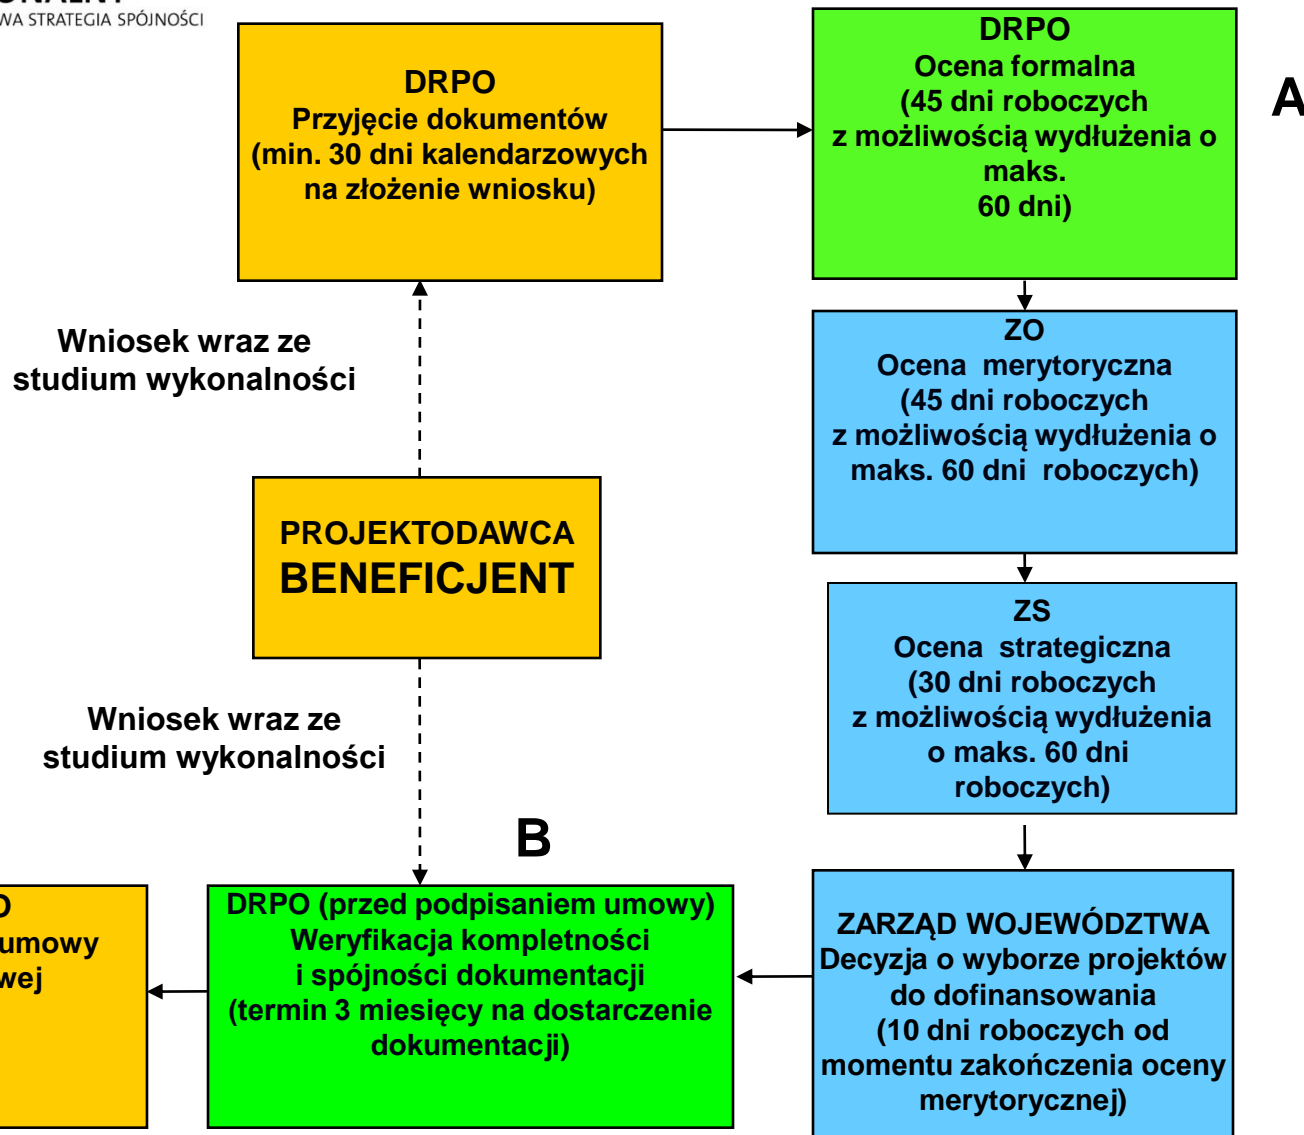 WA STRATEGIA SPÓJNOŚCI
DRPO
Przyjęcie dokumentów
(min. 30 dni kalendarzowych
na złożenie wniosku)
DRPO
Ocena formalna
(45 dni roboczych
z możliwością wydłużenia o
maks.
60 dni)
A
Wniosek wraz ze
studium wykonalności
ZO
Ocena merytoryczna
(45 dni roboczych
z możliwością wydłużenia o
maks. 60 dni roboczych)
PROJEKTODAWCA
BENEFICJENT
ZS
Ocena strategiczna
(30 dni roboczych
z możliwością wydłużenia
o maks. 60 dni
roboczych)
Wniosek wraz ze
studium wykonalności
B
umowy
wej
DRPO (przed podpisaniem umowy)
Weryfikacja kompletności
i spójności dokumentacji
(termin 3 miesięcy na dostarczenie
dokumentacji)
ZARZĄD WOJEWÓDZTWA
Decyzja o wyborze projektów
do dofinansowania
(10 dni roboczych od
momentu zakończenia oceny
merytorycznej)